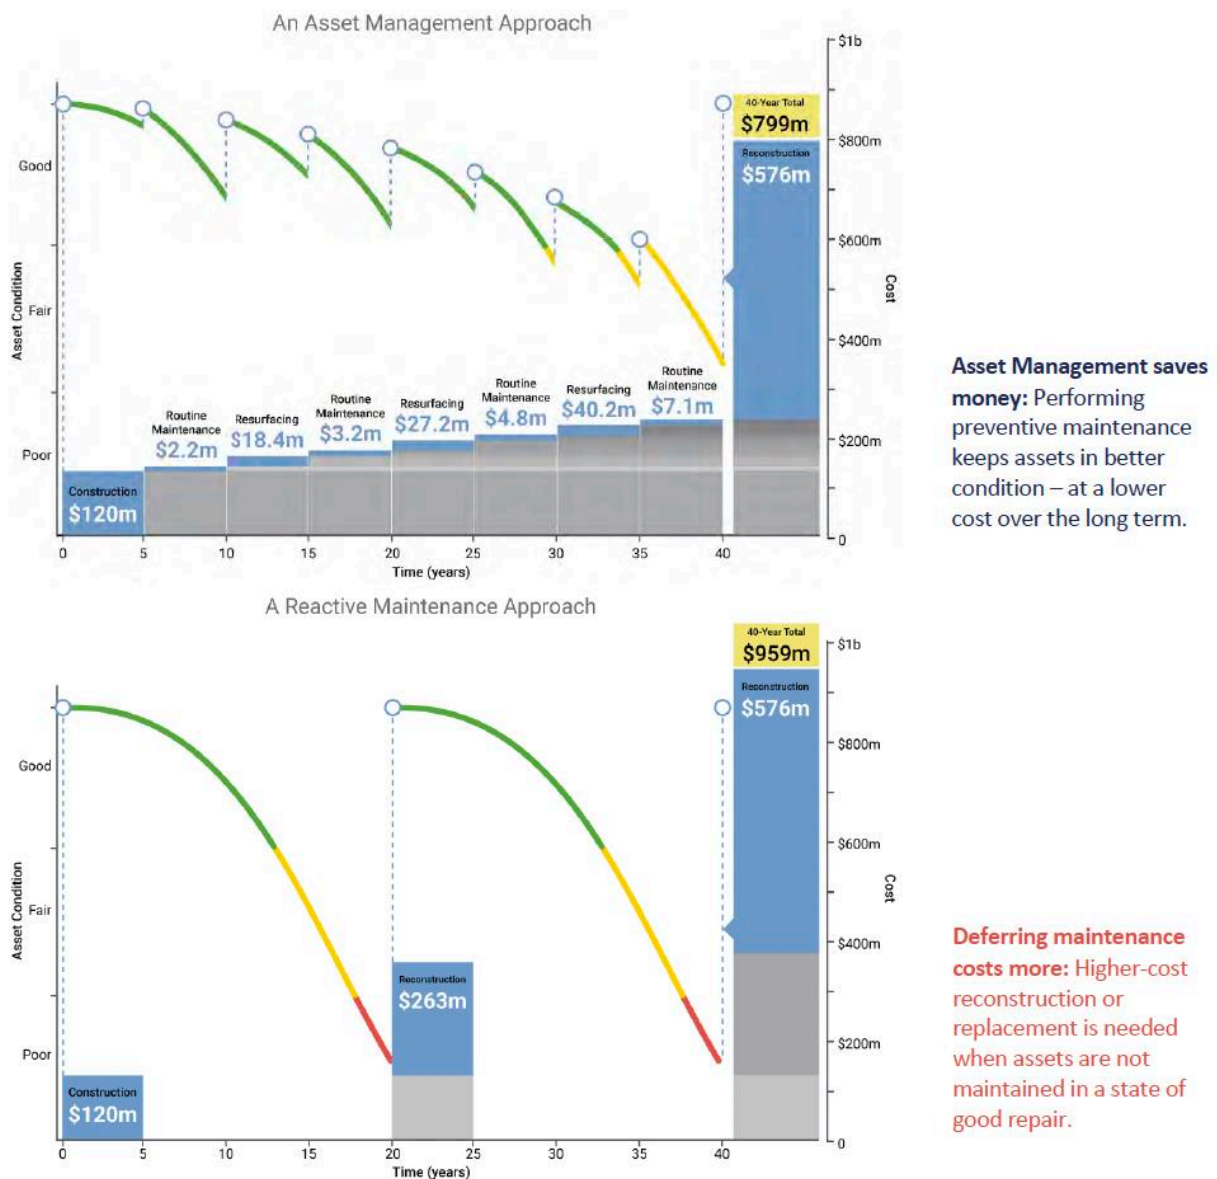 An Asset Management Approach
$1b
40-Year Total
$799m
$800m
Reconstruction
$576m
Good
$600m
Asset Condition
Cost
Fair
$400m
Routine
Maintenance
$2.2m
Resurfacing
$18.4m
Routine
Maintenance
$3.2m
Resurfacing
$27.2m
Routine
Maintenance
$4.8m
Resurfacing
$40.2m
Routine
Maintenance
$7.1m
$200m
Poor
Construction
$120m
0
0 5 10 15 20 25 30 35 40
Time (years)
Asset Management saves
money: Performing
preventive maintenance
keeps assets in better
condition – at a lower
cost over the long term.
A Reactive Maintenance Approach
40-Year Total
$959m
$1b
Reconstruction
$576m
$800m
Good
$600m
Asset Condition
Cost
Fair
$400m
Reconstruction
$263m
$200m
Poor
Construction
$120m
0
0 5 10 15 20 25 30 35 40
Time (years)
Deferring maintenance
costs more: Higher-cost
reconstruction or
replacement is needed
when assets are not
maintained in a state of
good repair.